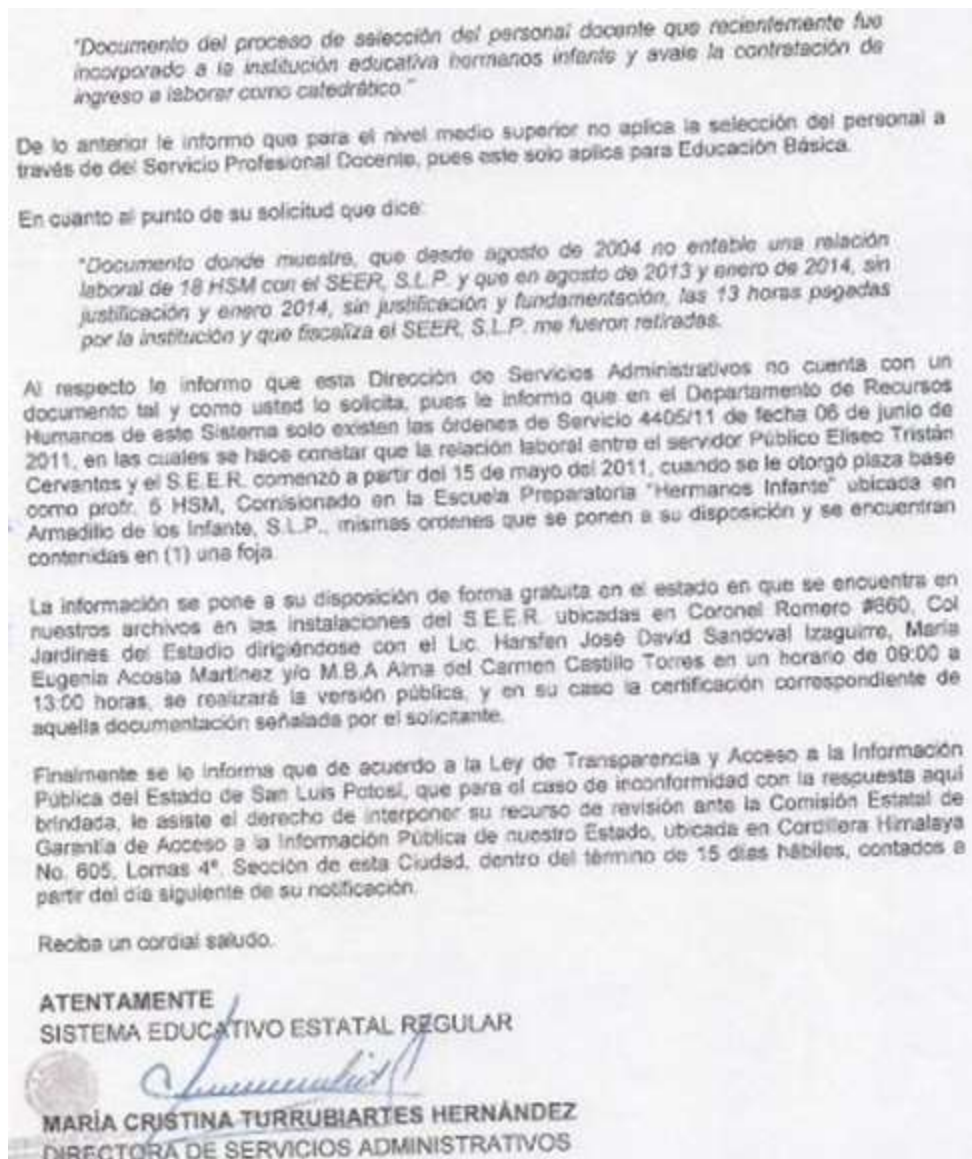 "Documento del proceso de selección del personal docente que recientemente fue
incorporado a la institución educativa hermanos infante y avale la contratación de
ingreso a laborar como catedrático."
De lo anterior le informo que para el nivel medio superior no aplica la selección del personal a
través de del Servicio Profesional Docente, pues este solo aplica para Educación Básica.
En cuanto al punto de su solicitud que dice:
"Documento donde muestre, que desde agosto de 2004 no entable una relación
laboral de 18 HSM con el SEER, S.L.P. y que en agosto de 2013 y enero de 2014, sin
justificación y enero 2014, sin justificación y fundamentación, las 13 horas pagadas
por la institución y que fiscaliza el SEER, S.L.P. me fueron retiradas.
Al respecto le informo que esta Dirección de Servicios Administrativos no cuenta con un
documento tal y como usted lo solicita, pues le informo que en el Departamento de Recursos
Humanos de este Sistema solo existen las órdenes de Servicio 4405/11 de fecha 06 de junio de
2011, en las cuales se hace constar que la relación laboral entre el servidor Público Eliseo Tristán
Cervantes y el S.E.E.R. comenzó a partir del 15 de mayo del 2011, cuando se le otorgó plaza base
como profr. 5 HSM, Comisionado en la Escuela Preparatoria "Hermanos Infante" ubicada en
Armadillo de los Infante, S.L.P., mismas ordenes que se ponen a su disposición y se encuentran
contenidas en (1) una foja.
La información se pone a su disposición de forma gratuita en el estado en que se encuentra en
nuestros archivos en las instalaciones del S.E.E.R. ubicadas en Coronel Romero #660, Col
Jardines del Estadio dirigiéndose con el Lic. Harsfen José David Sandoval Izaguirre, María
Eugenia Acosta Martínez y/o M.B.A Alma del Carmen Castillo Torres en un horario de 09:00 a
13:00 horas, se realizará la versión pública, y en su caso la certificación correspondiente de
aquella documentación señalada por el solicitante.
Finalmente se le informa que de acuerdo a la Ley de Transparencia y Acceso a la Información
Pública del Estado de San Luis Potosí, que para el caso de inconformidad con la respuesta aquí
brindada, le asiste el derecho de interponer su recurso de revisión ante la Comisión Estatal de
Garantía de Acceso a la Información Pública de nuestro Estado, ubicada en Cordillera Himalaya
No. 605, Lomas 4ª. Sección de esta Ciudad, dentro del término de 15 días hábiles, contados a
partir del día siguiente de su notificación.
Reciba un cordial saludo.
ATENTAMENTE
SISTEMA EDUCATIVO ESTATAL REGULAR
MARÍA CRISTINA TURRUBIARTES HERNÁNDEZ
DIRECTORA DE SERVICIOS ADMINISTRATIVOS